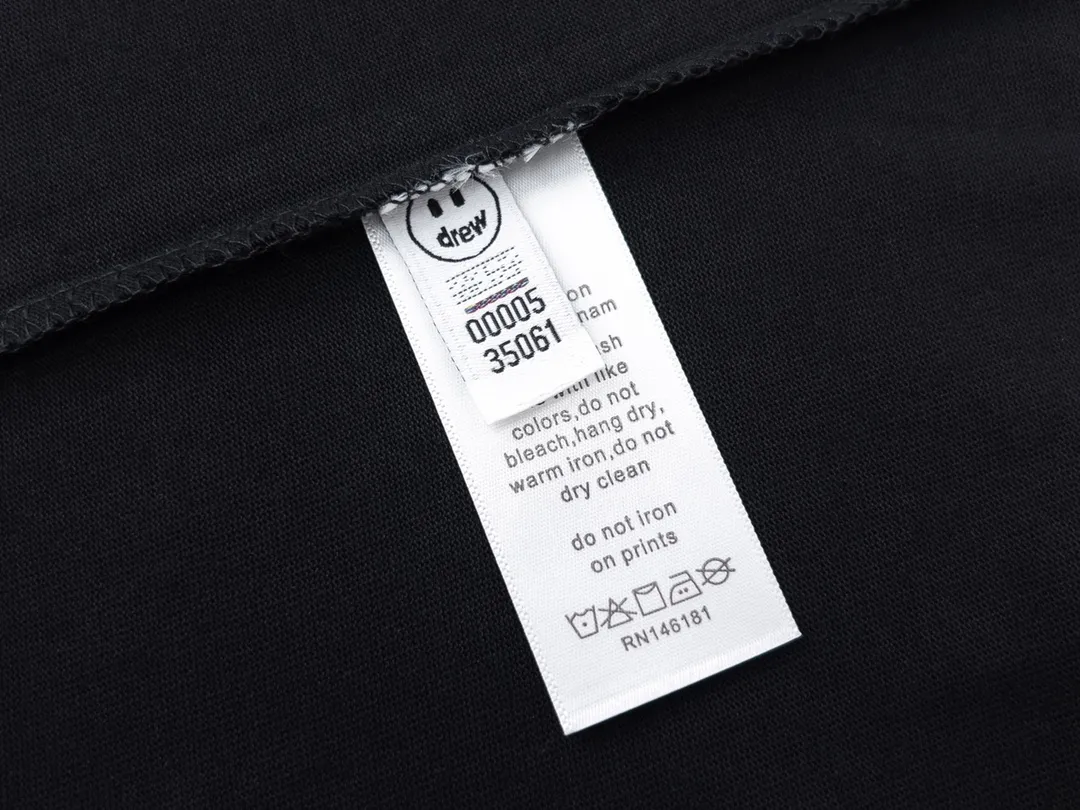 drew
00005
35061
on
nam
sh
with like
colors,do not
bleach,hang dry,
warm iron,do not
dry clean
do not iron
on prints
RN146181